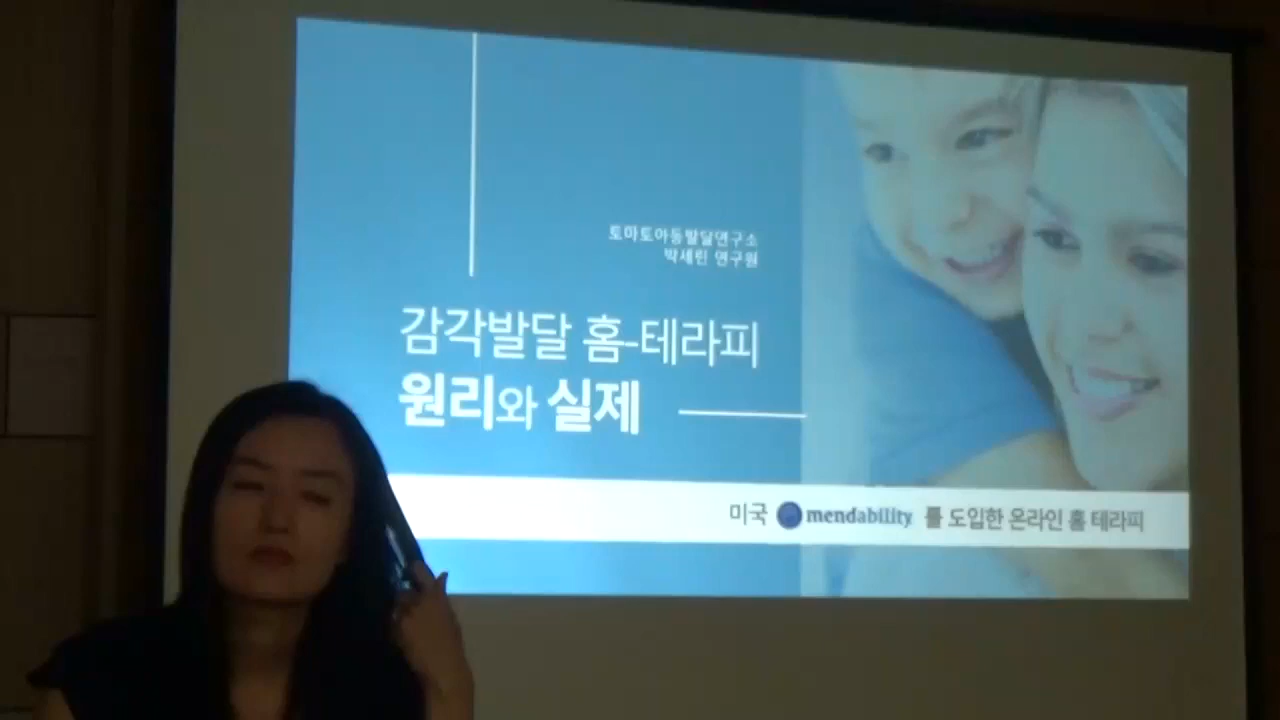 토마토아동발달연구소
박세린 연구원
감각발달 홈-테라피
원리와 실제
미국 mendability 를 도입한 온라인 홈 테라피